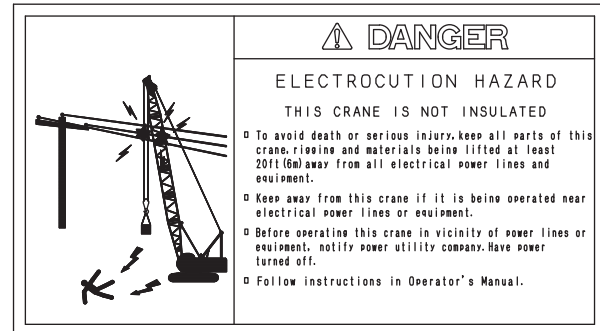 ⚠ DANGER
ELECTROCUTION HAZARD
THIS CRANE IS NOT INSULATED
▫ To avoid death or serious injury,keep all parts of this
crane,rigging and materials being lifted at least
20ft(6m)away from all electrical power lines and
equipment.
▫ Keep away from this crane if it is being operated near
electrical power lines or equipment.
▫ Before operating this crane in vicinity of power lines or
equipment, notify power utility company.Have power
turned off.
▫ Follow instructions in Operator's Manual.